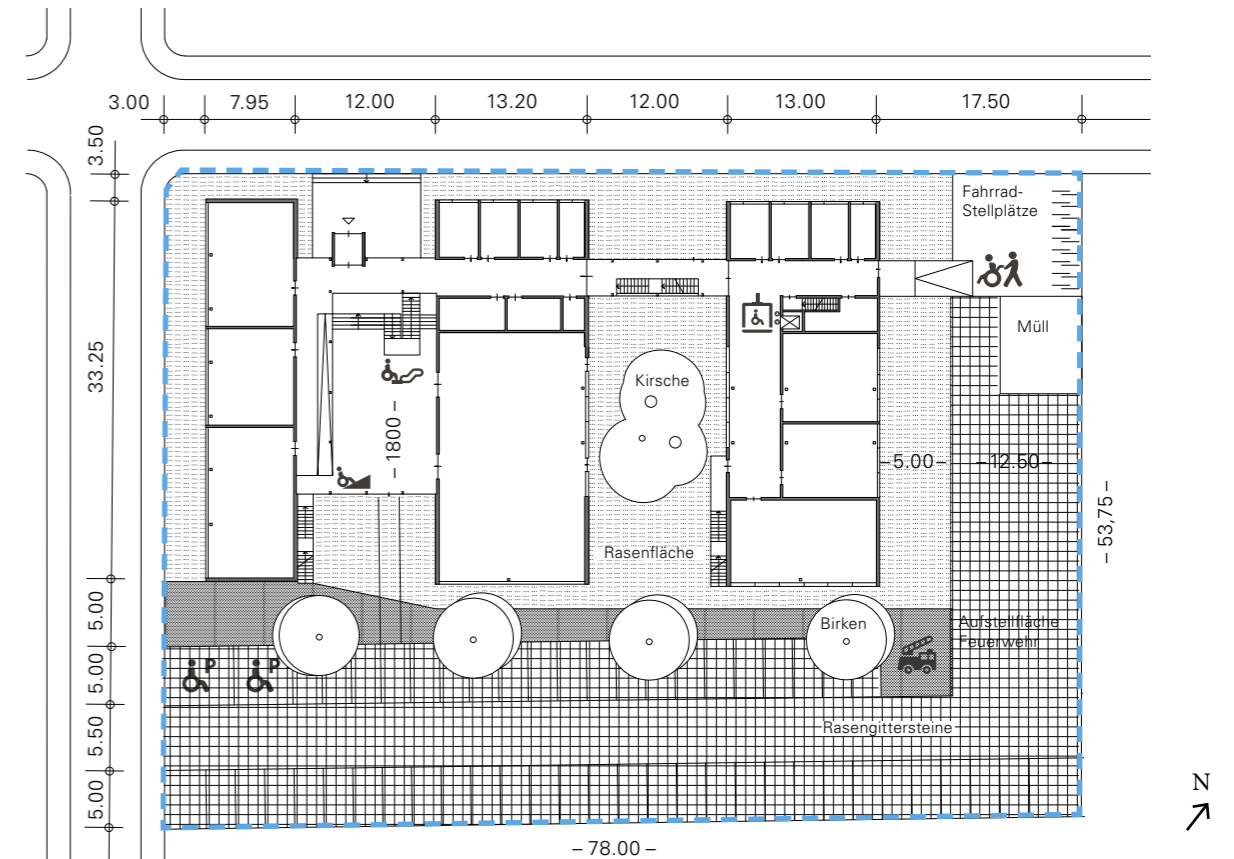 3.00
7.95
12.00
13.20
12.00
13.00
17.50
3.50
33.25
5.00
5.00
5.50
5.00
Fahrrad-
Stellplätze
Müll
Kirsche
– 1800 –
–5.00–
–12.50–
– 53,75 –
Rasenfläche
Birken
Aufstellfläche
Feuerwehr
P
P
Rasengittersteine
N
– 78.00 –